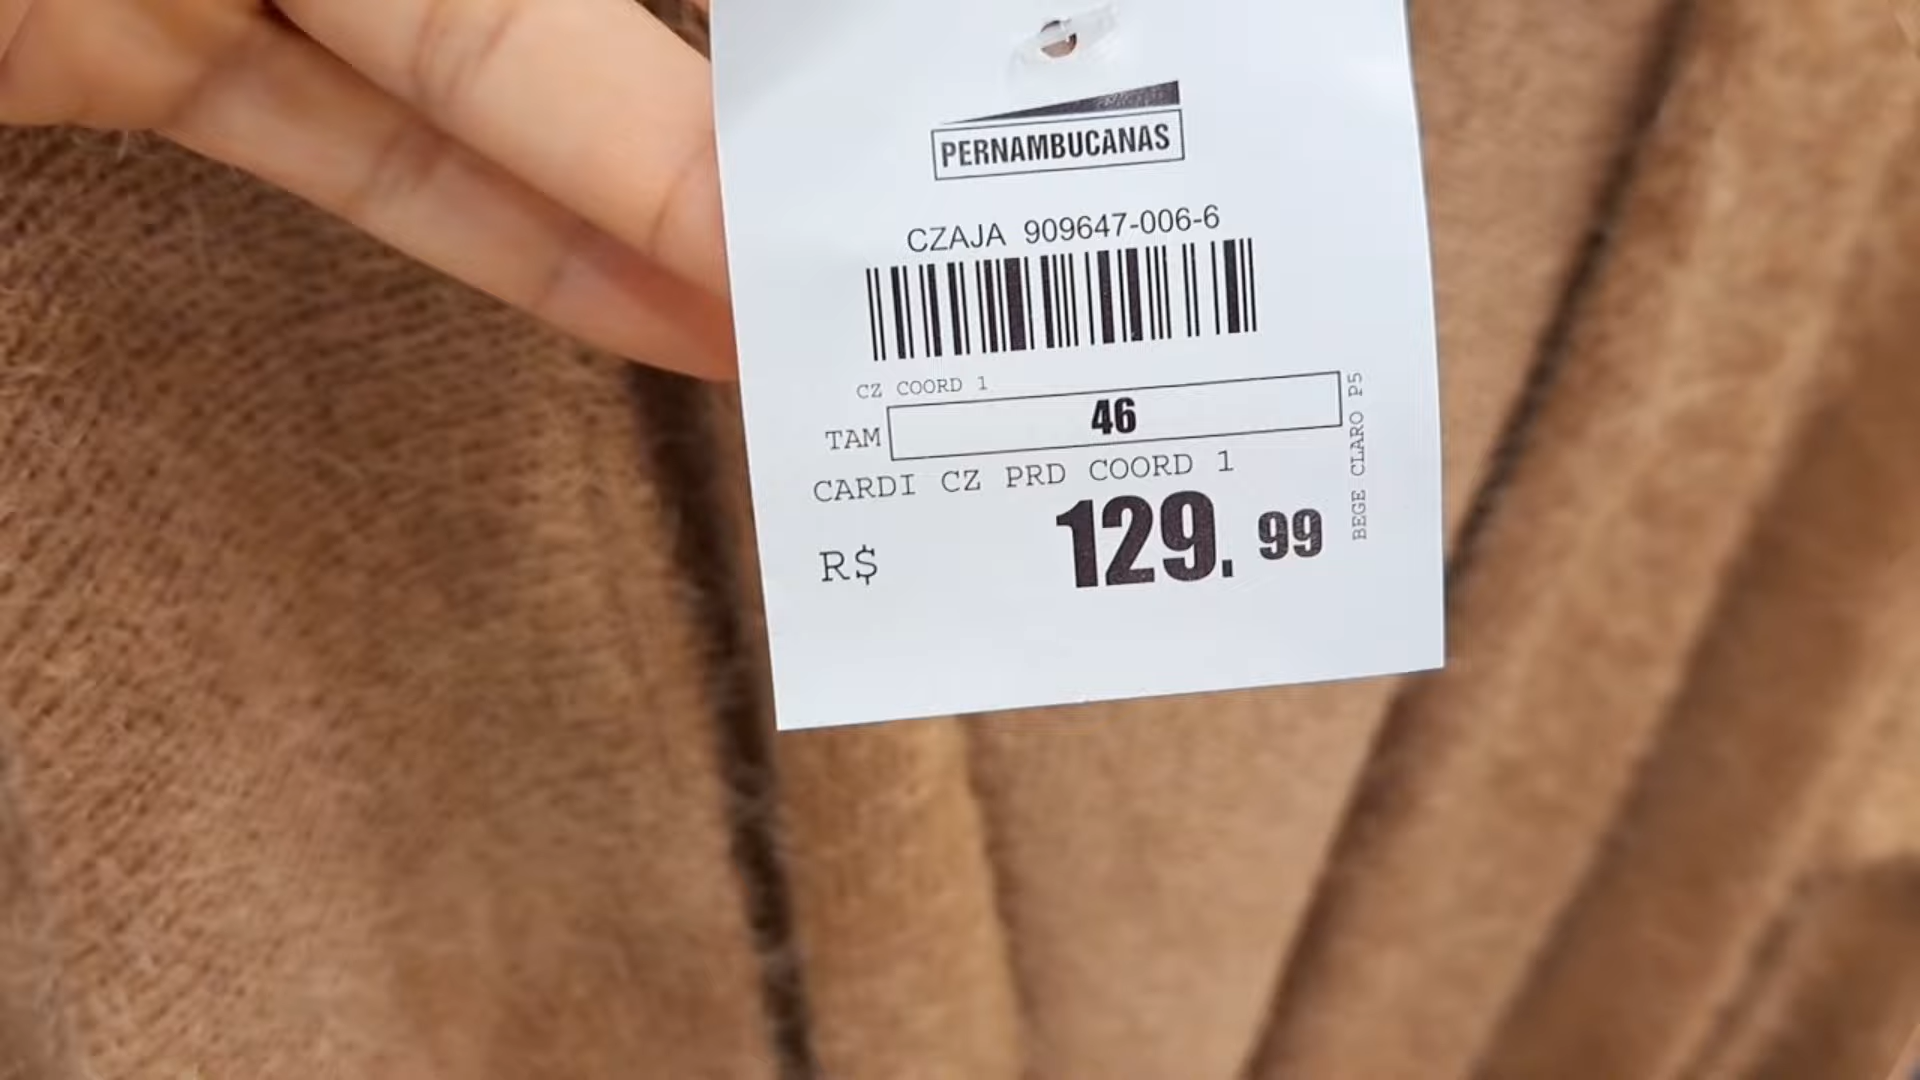 PERNAMBUCANAS
CZAJA 909647-006-6
CZ COORD 1
TAM 46
CARDI CZ PRD COORD 1
R$ 129.99
BEGE CLARO P5